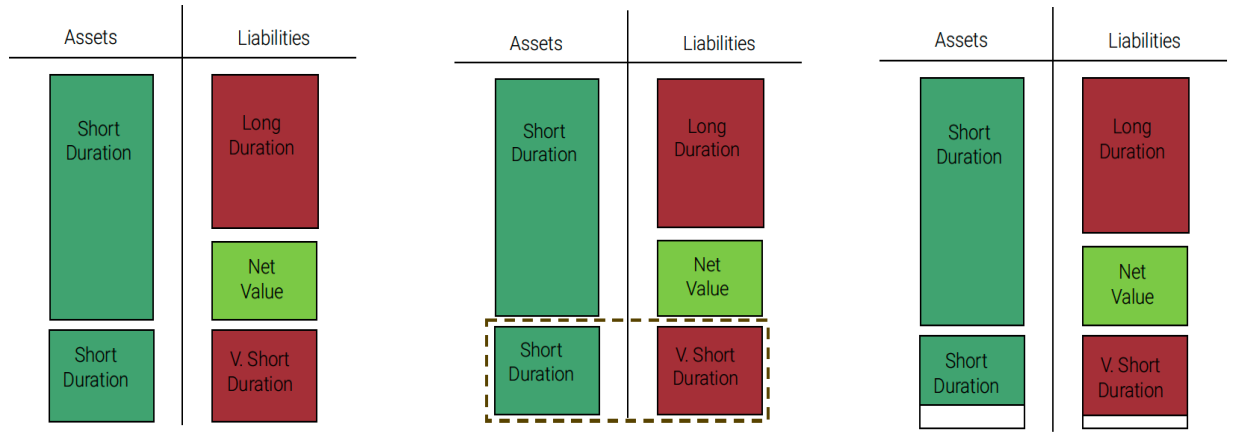 Assets
Liabilities
Short
Duration
Long
Duration
Net
Value
Short
Duration
V. Short
Duration
Assets
Liabilities
Short
Duration
Long
Duration
Net
Value
Short
Duration
V. Short
Duration
Assets
Liabilities
Short
Duration
Long
Duration
Net
Value
Short
Duration
V. Short
Duration